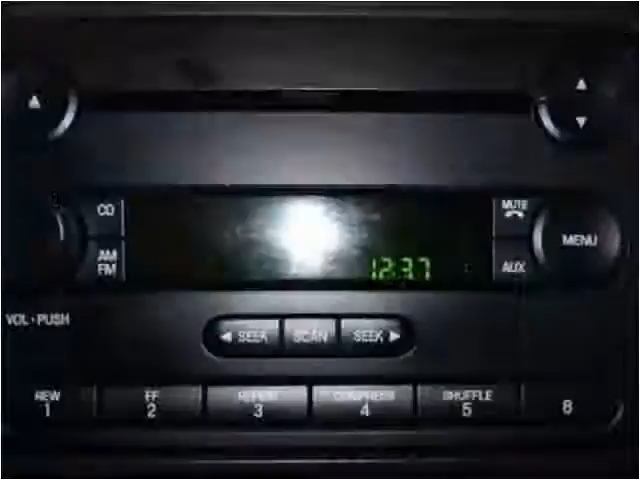 CD
MUTE
AM
FM
MENU
AUX
12:37
VOL • PUSH
◄ SEEK SCAN SEEK ►
REW FF REPEAT COMPRESS SHUFFLE
1 2 3 4 5 6